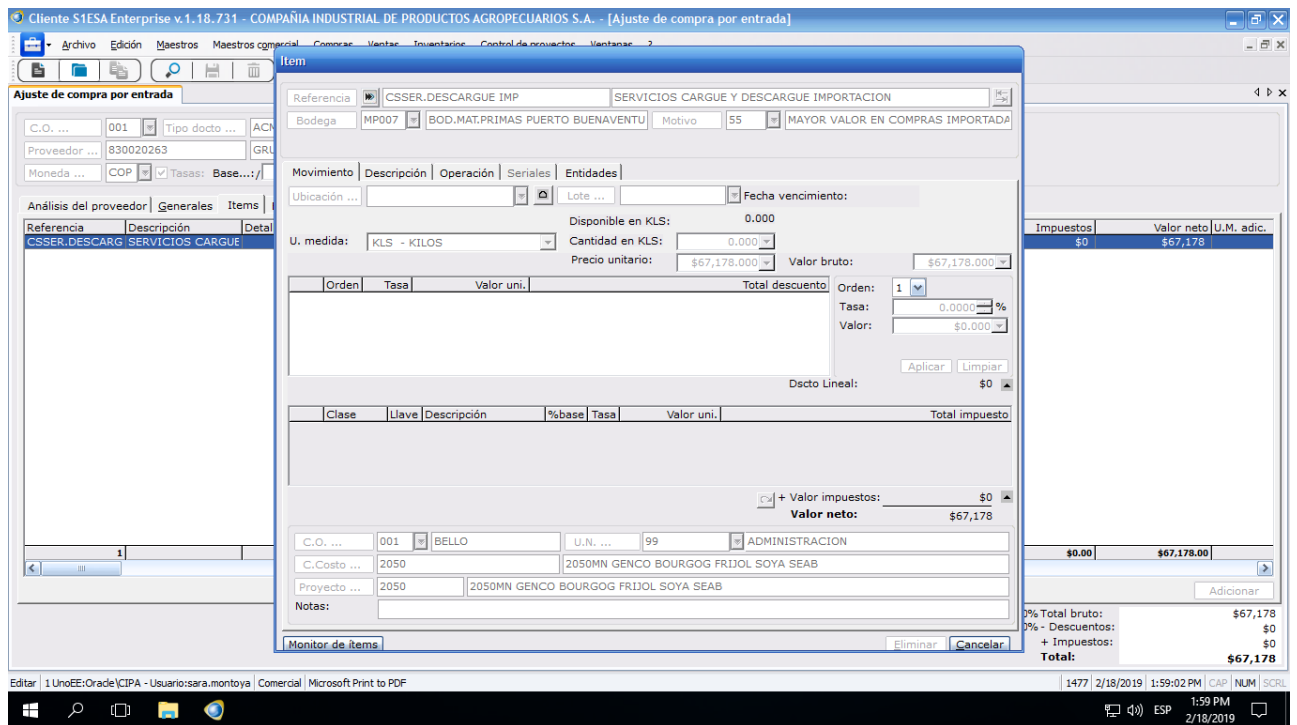 Cliente S1ESA Enterprise v.1.18.731 - COMPAÑIA INDUSTRIAL DE PRODUCTOS AGROPECUARIOS S.A. - [Ajuste de compra por entrada]
Archivo Edición Maestros Maestros comercial Compras Ventas Inventarios Control de proyectos Ventanas ?
Item
Ajuste de compra por entrada
Referencia CSSER.DESCARGUE IMP SERVICIOS CARGUE Y DESCARGUE IMPORTACION
Bodega MP007 BOD.MAT.PRIMAS PUERTO BUENAVENTU Motivo 55 MAYOR VALOR EN COMPRAS IMPORTADA
C.O. ... 001 Tipo docto ... ACM
Proveedor ... 830020263 GRU
Moneda ... COP Tasas: Base...:/
Movimiento Descripción Operación Seriales Entidades
Ubicación ... Lote ... Fecha vencimiento:
Análisis del proveedor Generales Items
Disponible en KLS: 0.000
Referencia Descripción Detal Impuestos Valor neto U.M. adic.
CSSER.DESCARG SERVICIOS CARGUE $0 $67,178
U. medida: KLS - KILOS Cantidad en KLS: 0.000
Precio unitario: $67,178.000 Valor bruto: $67,178.000
Orden Tasa Valor uni. Total descuento Orden: 1
Tasa: 0.0000 %
Valor: $0.000
Aplicar Limpiar
Dscto Lineal: $0
Clase Llave Descripción %base Tasa Valor uni. Total impuesto
+ Valor impuestos: $0
Valor neto: $67,178
C.O. ... 001 BELLO U.N. ... 99 ADMINISTRACION
1 $0.00 $67,178.00
C.Costo ... 2050 2050MN GENCO BOURGOG FRIJOL SOYA SEAB
Proyecto ... 2050 2050MN GENCO BOURGOG FRIJOL SOYA SEAB
Adicionar
Notas:
0% Total bruto: $67,178
0% - Descuentos: $0
Monitor de ítems Eliminar Cancelar
+ Impuestos: $0
Total: $67,178
Editar 1 UnoEE:Oracle\CIPA - Usuario:sara.montoya Comercial Microsoft Print to PDF 1477 2/18/2019 1:59:02 PM CAP NUM SCRL
ESP 1:59 PM
2/18/2019